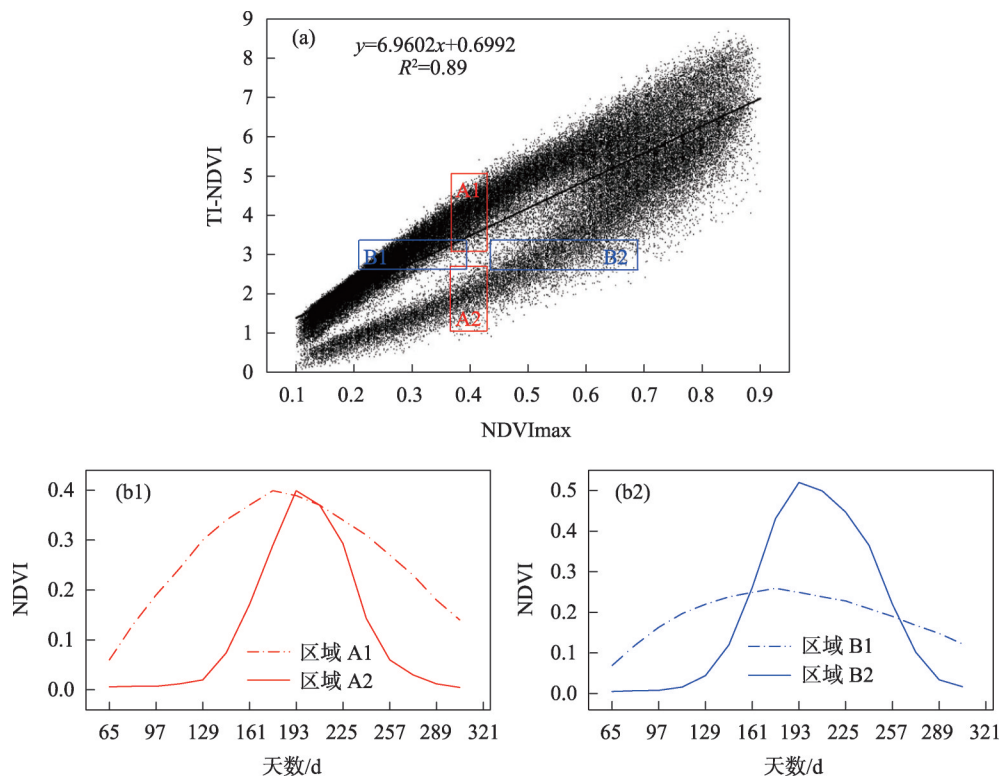 (a)
y=6.9602x+0.6992
R²=0.89
9
8
7
6
5
4
3
2
1
0
TI-NDVI
A1
B1
B2
A2
0.1 0.2 0.3 0.4 0.5 0.6 0.7 0.8 0.9
NDVImax
(b1)
0.4
0.3
0.2
0.1
0.0
NDVI
区域 A1
区域 A2
65 97 129 161 193 225 257 289 321
天数/d
(b2)
0.5
0.4
0.3
0.2
0.1
0.0
NDVI
区域 B1
区域 B2
65 97 129 161 193 225 257 289 321
天数/d